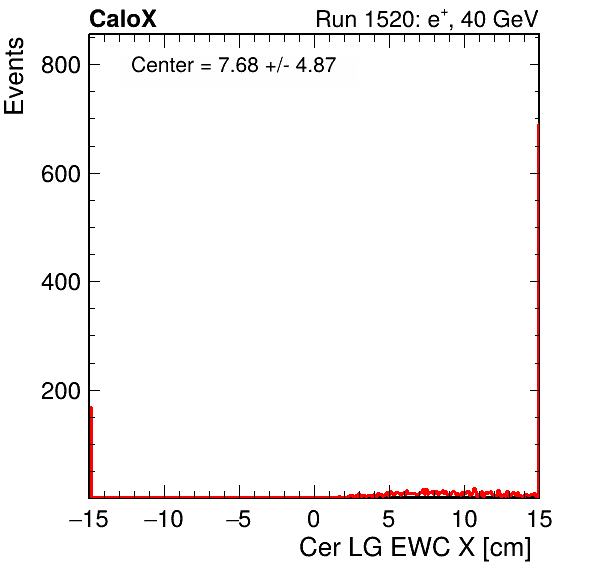 CaloX Run 1520: e⁺, 40 GeV
Center = 7.68 +/- 4.87
Events
800
600
400
200
−15 −10 −5 0 5 10 15
Cer LG EWC X [cm]